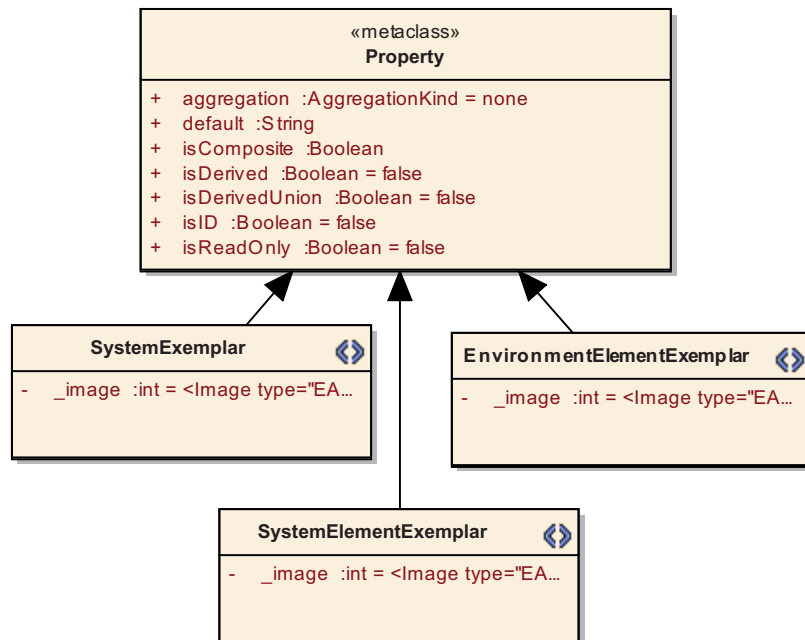 «metaclass»
Property
+ aggregation :AggregationKind = none
+ default :String
+ isComposite :Boolean
+ isDerived :Boolean = false
+ isDerivedUnion :Boolean = false
+ isID :Boolean = false
+ isReadOnly :Boolean = false
SystemExemplar
- _image :int = <Image type="EA...
EnvironmentElementExemplar
- _image :int = <Image type="EA...
SystemElementExemplar
- _image :int = <Image type="EA...